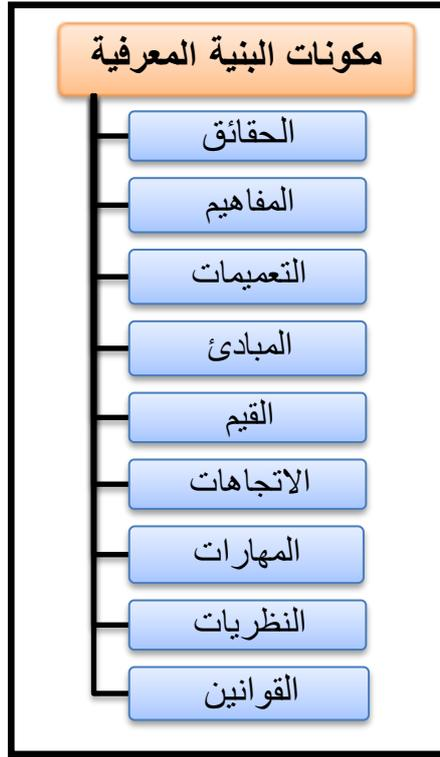 مكونات البنية المعرفية
الحقائق
المفاهيم
التعميمات
المبادئ
القيم
الاتجاهات
المهارات
النظريات
القوانين